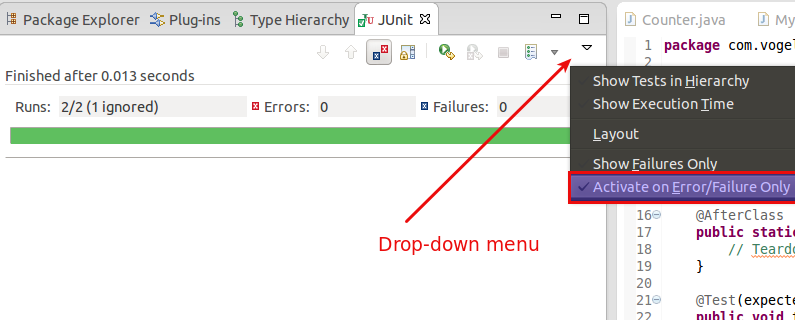 Package Explorer Plug-ins Type Hierarchy JUnit
Finished after 0.013 seconds
Runs: 2/2 (1 ignored) Errors: 0 Failures: 0
Drop-down menu
Show Tests in Hierarchy
Show Execution Time
Layout
Show Failures Only
Activate on Error/Failure Only
Counter.java My
1 package com.vogel
2
16 @AfterClass
17 public static
18 // Teardo
19 }
20
21 @Test(expecte
22 public void